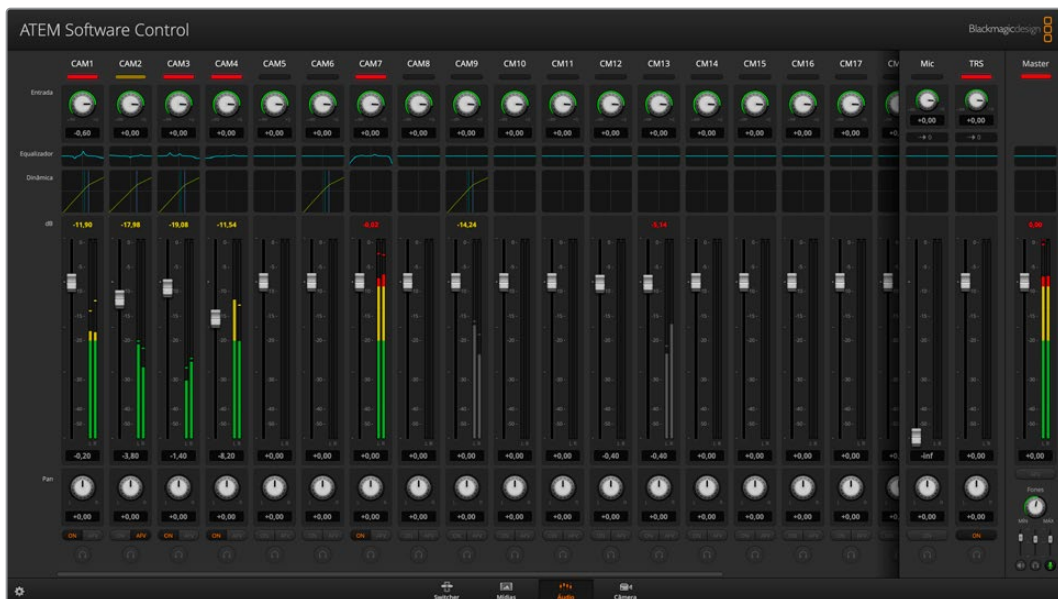 ATEM Software Control
Blackmagicdesign
CAM1 CAM2 CAM3 CAM4 CAM5 CAM6 CAM7 CAM8 CAM9 CM10 CM11 CM12 CM13 CM14 CM15 CM16 CM17 Mic TRS Master
Entrada
-0,60 +0,00 +0,00 +0,00 +0,00 +0,00 +0,00 +0,00 +0,00 +0,00 +0,00 +0,00 +0,00 +0,00 +0,00 +0,00 +0,00 +0,00 +0,00
Equalizador
Dinâmica
dB -11,90 -17,98 -19,08 -11,54 -14,24 0,00
-0,20 -3,80 -1,40 -8,20 +0,00 +0,00 +0,00 +0,00 +0,00 +0,00 +0,00 -0,40 -0,40 +0,00 +0,00 +0,00 +0,00 -inf +0,00 +0,00
Pan
+0,00 +0,00 +0,00 +0,00 +0,00 +0,00 +0,00 +0,00 +0,00 +0,00 +0,00 +0,00 +0,00 +0,00 +0,00 +0,00 +0,00 +0,00 +0,00
Fones
ON AFV ON ON ON ON
Switcher Mídias Áudio Câmera